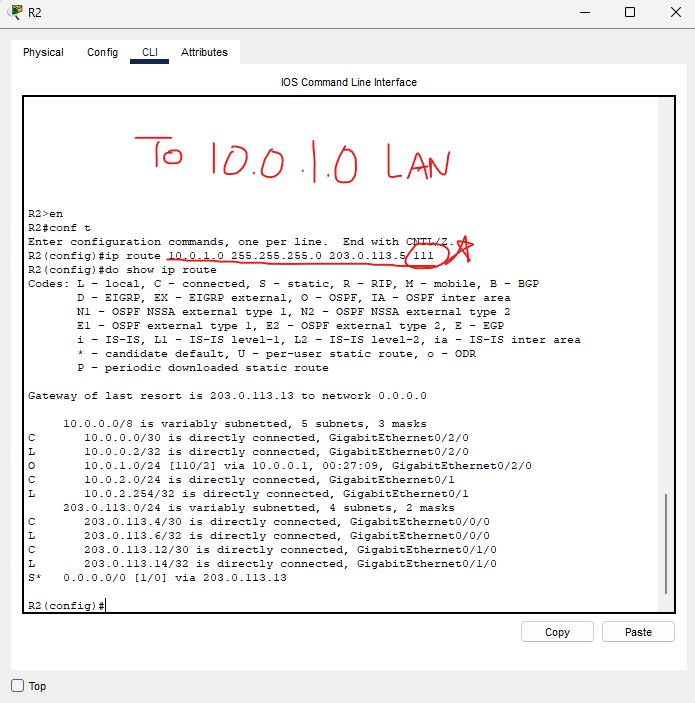 R2
Physical Config CLI Attributes
IOS Command Line Interface
To 10.0.1.0 LAN
R2>en
R2#conf t
Enter configuration commands, one per line.  End with CNTL/Z.
R2(config)#ip route 10.0.1.0 255.255.255.0 203.0.113.5 111
R2(config)#do show ip route
Codes: L - local, C - connected, S - static, R - RIP, M - mobile, B - BGP
       D - EIGRP, EX - EIGRP external, O - OSPF, IA - OSPF inter area
       N1 - OSPF NSSA external type 1, N2 - OSPF NSSA external type 2
       E1 - OSPF external type 1, E2 - OSPF external type 2, E - EGP
       i - IS-IS, L1 - IS-IS level-1, L2 - IS-IS level-2, ia - IS-IS inter area
       * - candidate default, U - per-user static route, o - ODR
       P - periodic downloaded static route
Gateway of last resort is 203.0.113.13 to network 0.0.0.0
     10.0.0.0/8 is variably subnetted, 5 subnets, 3 masks
C       10.0.0.0/30 is directly connected, GigabitEthernet0/2/0
L       10.0.0.2/32 is directly connected, GigabitEthernet0/2/0
O       10.0.1.0/24 [110/2] via 10.0.0.1, 00:27:09, GigabitEthernet0/2/0
C       10.0.2.0/24 is directly connected, GigabitEthernet0/1
L       10.0.2.254/32 is directly connected, GigabitEthernet0/1
     203.0.113.0/24 is variably subnetted, 4 subnets, 2 masks
C       203.0.113.4/30 is directly connected, GigabitEthernet0/0/0
L       203.0.113.6/32 is directly connected, GigabitEthernet0/0/0
C       203.0.113.12/30 is directly connected, GigabitEthernet0/1/0
L       203.0.113.14/32 is directly connected, GigabitEthernet0/1/0
S*   0.0.0.0/0 [1/0] via 203.0.113.13
R2(config)#
Copy Paste
Top